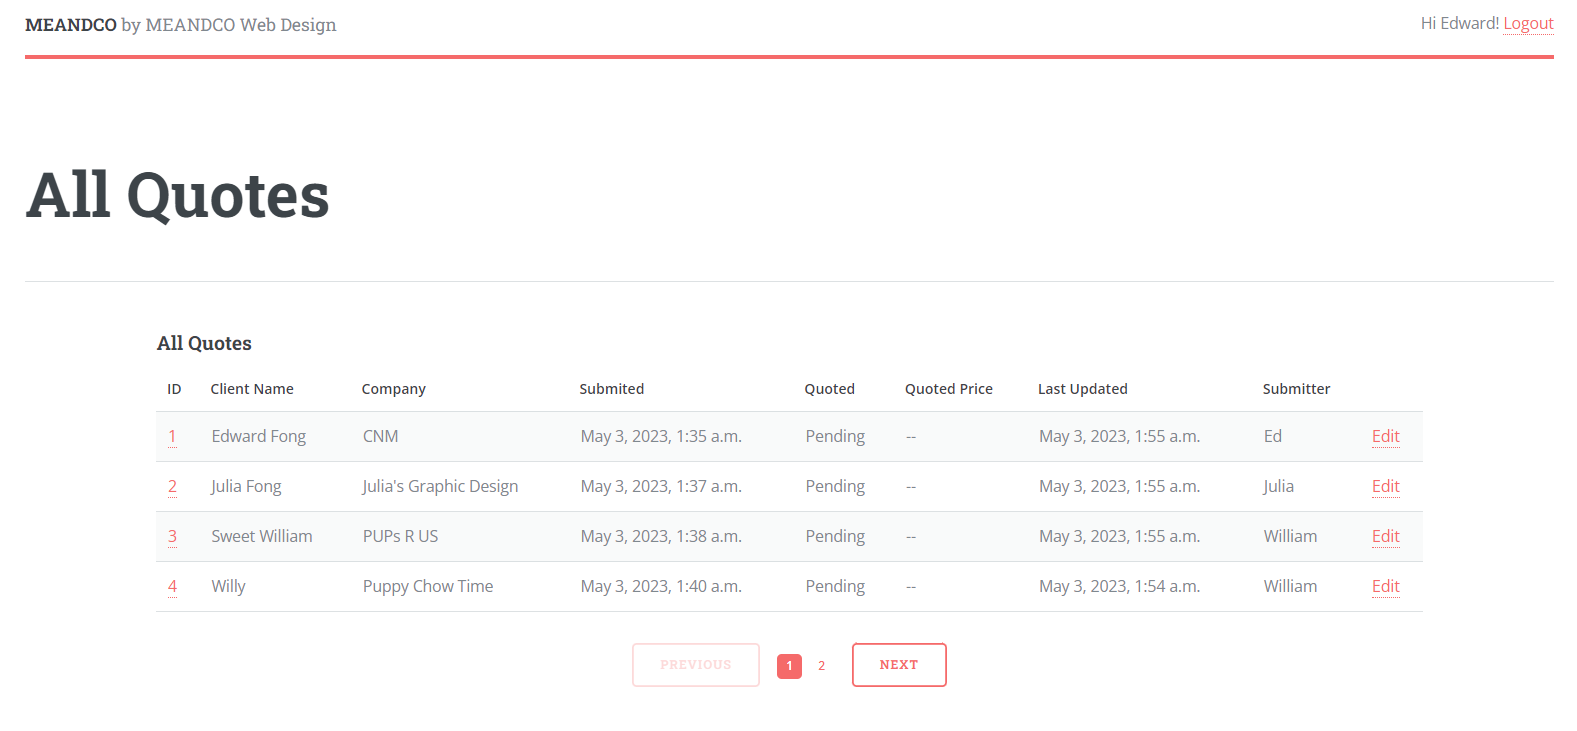 MEANDCO by MEANDCO Web Design Hi Edward! Logout
All Quotes
All Quotes
ID Client Name Company Submited Quoted Quoted Price Last Updated Submitter
1 Edward Fong CNM May 3, 2023, 1:35 a.m. Pending -- May 3, 2023, 1:55 a.m. Ed Edit
2 Julia Fong Julia's Graphic Design May 3, 2023, 1:37 a.m. Pending -- May 3, 2023, 1:55 a.m. Julia Edit
3 Sweet William PUPs R US May 3, 2023, 1:38 a.m. Pending -- May 3, 2023, 1:55 a.m. William Edit
4 Willy Puppy Chow Time May 3, 2023, 1:40 a.m. Pending -- May 3, 2023, 1:54 a.m. William Edit
PREVIOUS 1 2 NEXT